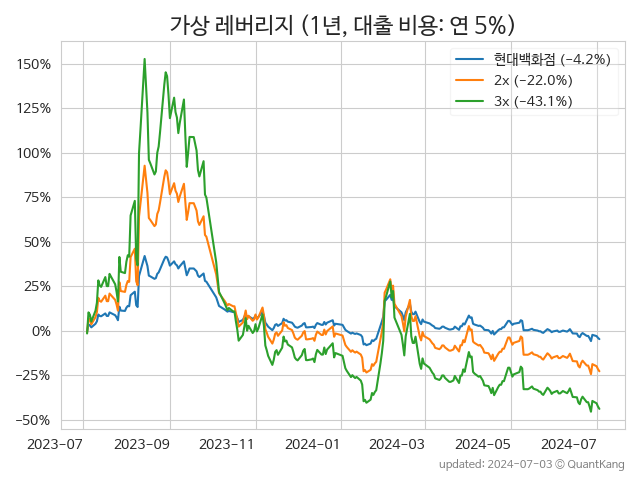 가상 레버리지 (1년, 대출 비용: 연 5%)
현대백화점 (−4.2%)
2x (−22.0%)
3x (−43.1%)
150%
125%
100%
75%
50%
25%
0%
−25%
−50%
2023-07 2023-09 2023-11 2024-01 2024-03 2024-05 2024-07
updated: 2024-07-03 © QuantKang